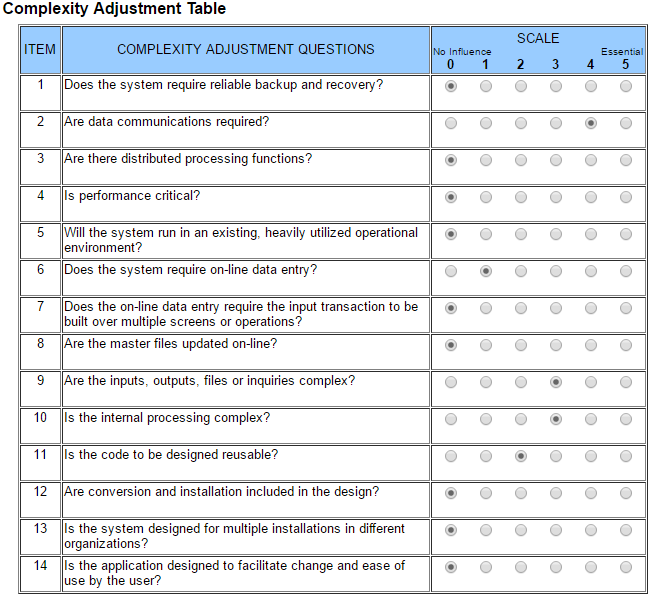 Complexity Adjustment Table
ITEM
COMPLEXITY ADJUSTMENT QUESTIONS
SCALE
No Influence Essential
0 1 2 3 4 5
1 Does the system require reliable backup and recovery?
2 Are data communications required?
3 Are there distributed processing functions?
4 Is performance critical?
5 Will the system run in an existing, heavily utilized operational
environment?
6 Does the system require on-line data entry?
7 Does the on-line data entry require the input transaction to be
built over multiple screens or operations?
8 Are the master files updated on-line?
9 Are the inputs, outputs, files or inquiries complex?
10 Is the internal processing complex?
11 Is the code to be designed reusable?
12 Are conversion and installation included in the design?
13 Is the system designed for multiple installations in different
organizations?
14 Is the application designed to facilitate change and ease of
use by the user?